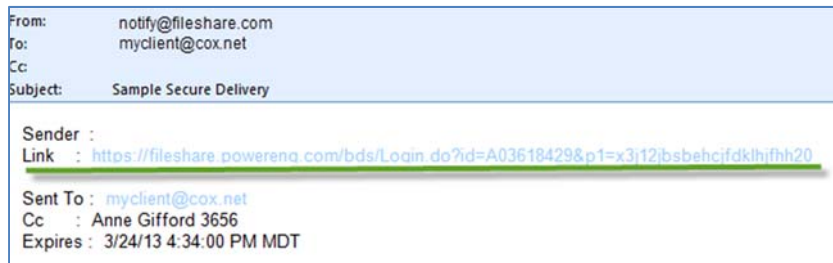 From: notify@fileshare.com
To: myclient@cox.net
Cc:
Subject: Sample Secure Delivery
Sender :
Link : https://fileshare.powereng.com/bds/Login.do?id=A03618429&p1=x3j12jbsbehcjfdklhjfhh20
Sent To : myclient@cox.net
Cc : Anne Gifford 3656
Expires : 3/24/13 4:34:00 PM MDT